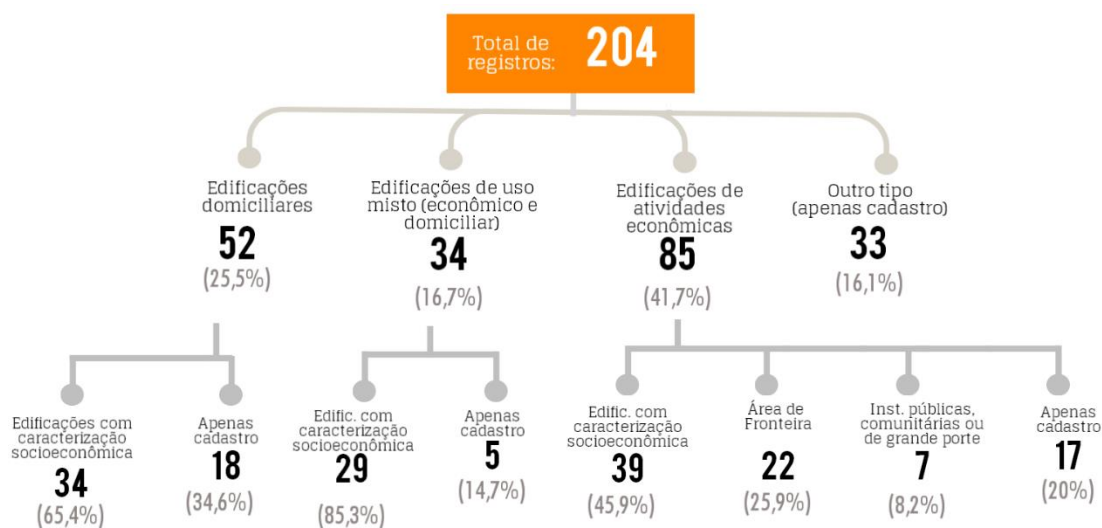 Total de
registros:
204
Edificações
domiciliares
52
(25,5%)
Edificações de uso
misto (econômico e
domiciliar)
34
(16,7%)
Edificações de
atividades
econômicas
85
(41,7%)
Outro tipo
(apenas cadastro)
33
(16,1%)
Edificações com
caracterização
socioeconômica
34
(65,4%)
Apenas
cadastro
18
(34,6%)
Edific. com
caracterização
socioeconômica
29
(85,3%)
Apenas
cadastro
5
(14,7%)
Edific. com
caracterização
socioeconômica
39
(45,9%)
Área de
Fronteira
22
(25,9%)
Inst. públicas,
comunitárias ou
de grande porte
7
(8,2%)
Apenas
cadastro
17
(20%)